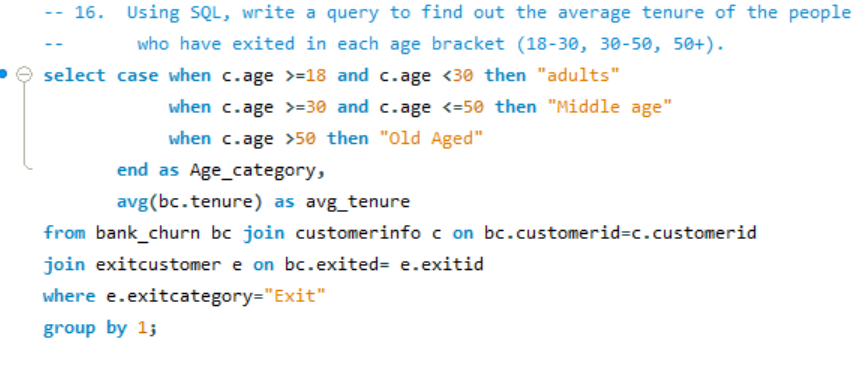 -- 16.  Using SQL, write a query to find out the average tenure of the people
--       who have exited in each age bracket (18-30, 30-50, 50+).
select case when c.age >=18 and c.age <30 then "adults"
            when c.age >=30 and c.age <=50 then "Middle age"
            when c.age >50 then "Old Aged"
       end as Age_category,
       avg(bc.tenure) as avg_tenure
from bank_churn bc join customerinfo c on bc.customerid=c.customerid
join exitcustomer e on bc.exited= e.exitid
where e.exitcategory="Exit"
group by 1;